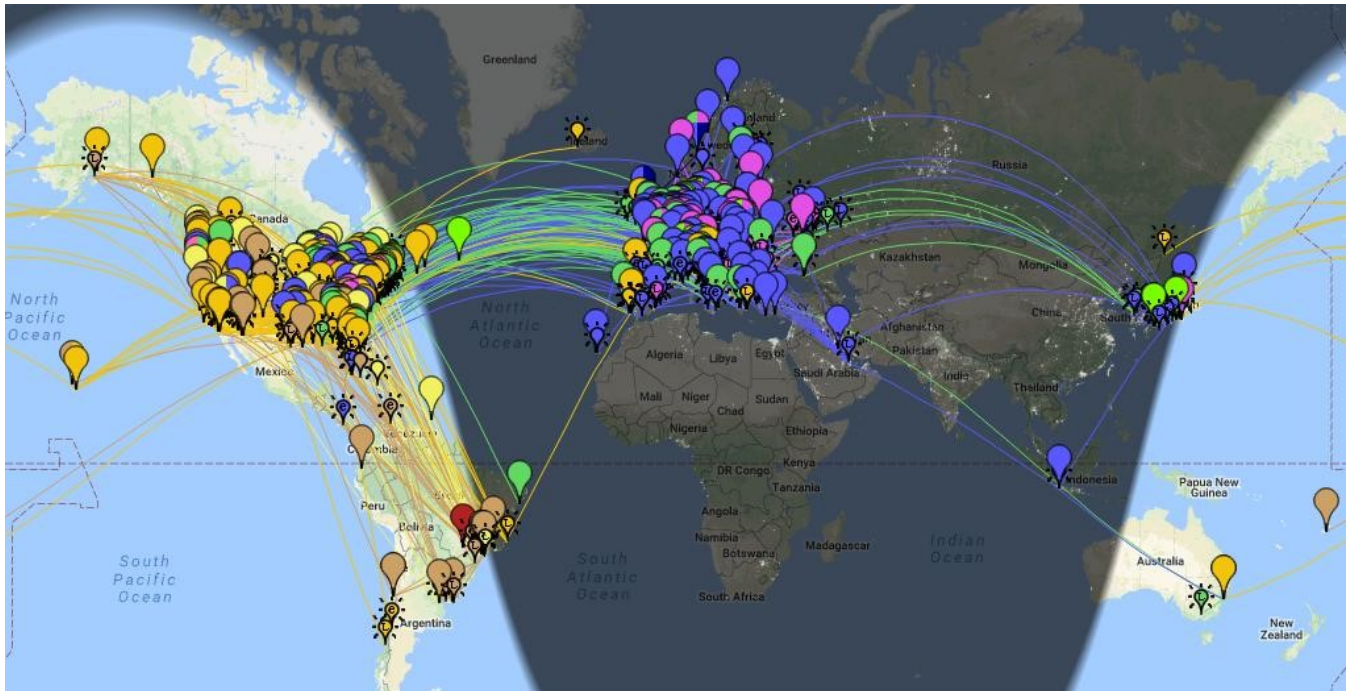 Greenland
Iceland
Russia
Canada
Kazakhstan
Mongolia
North
Pacific
Ocean
North
Atlantic
Ocean
China
South
Afghanistan
Pakistan
Algeria
Libya
Egypt
Saudi Arabia
India
Thailand
Mexico
Mali
Niger
Sudan
Chad
Nigeria
Ethiopia
DR Congo
Kenya
Tanzania
Indonesia
Papua New
Guinea
Peru
Bolivia
Angola
Namibia
Botswana
Madagascar
South
Pacific
Ocean
South
Atlantic
Ocean
Indian
Ocean
Australia
South Africa
Argentina
New
Zealand